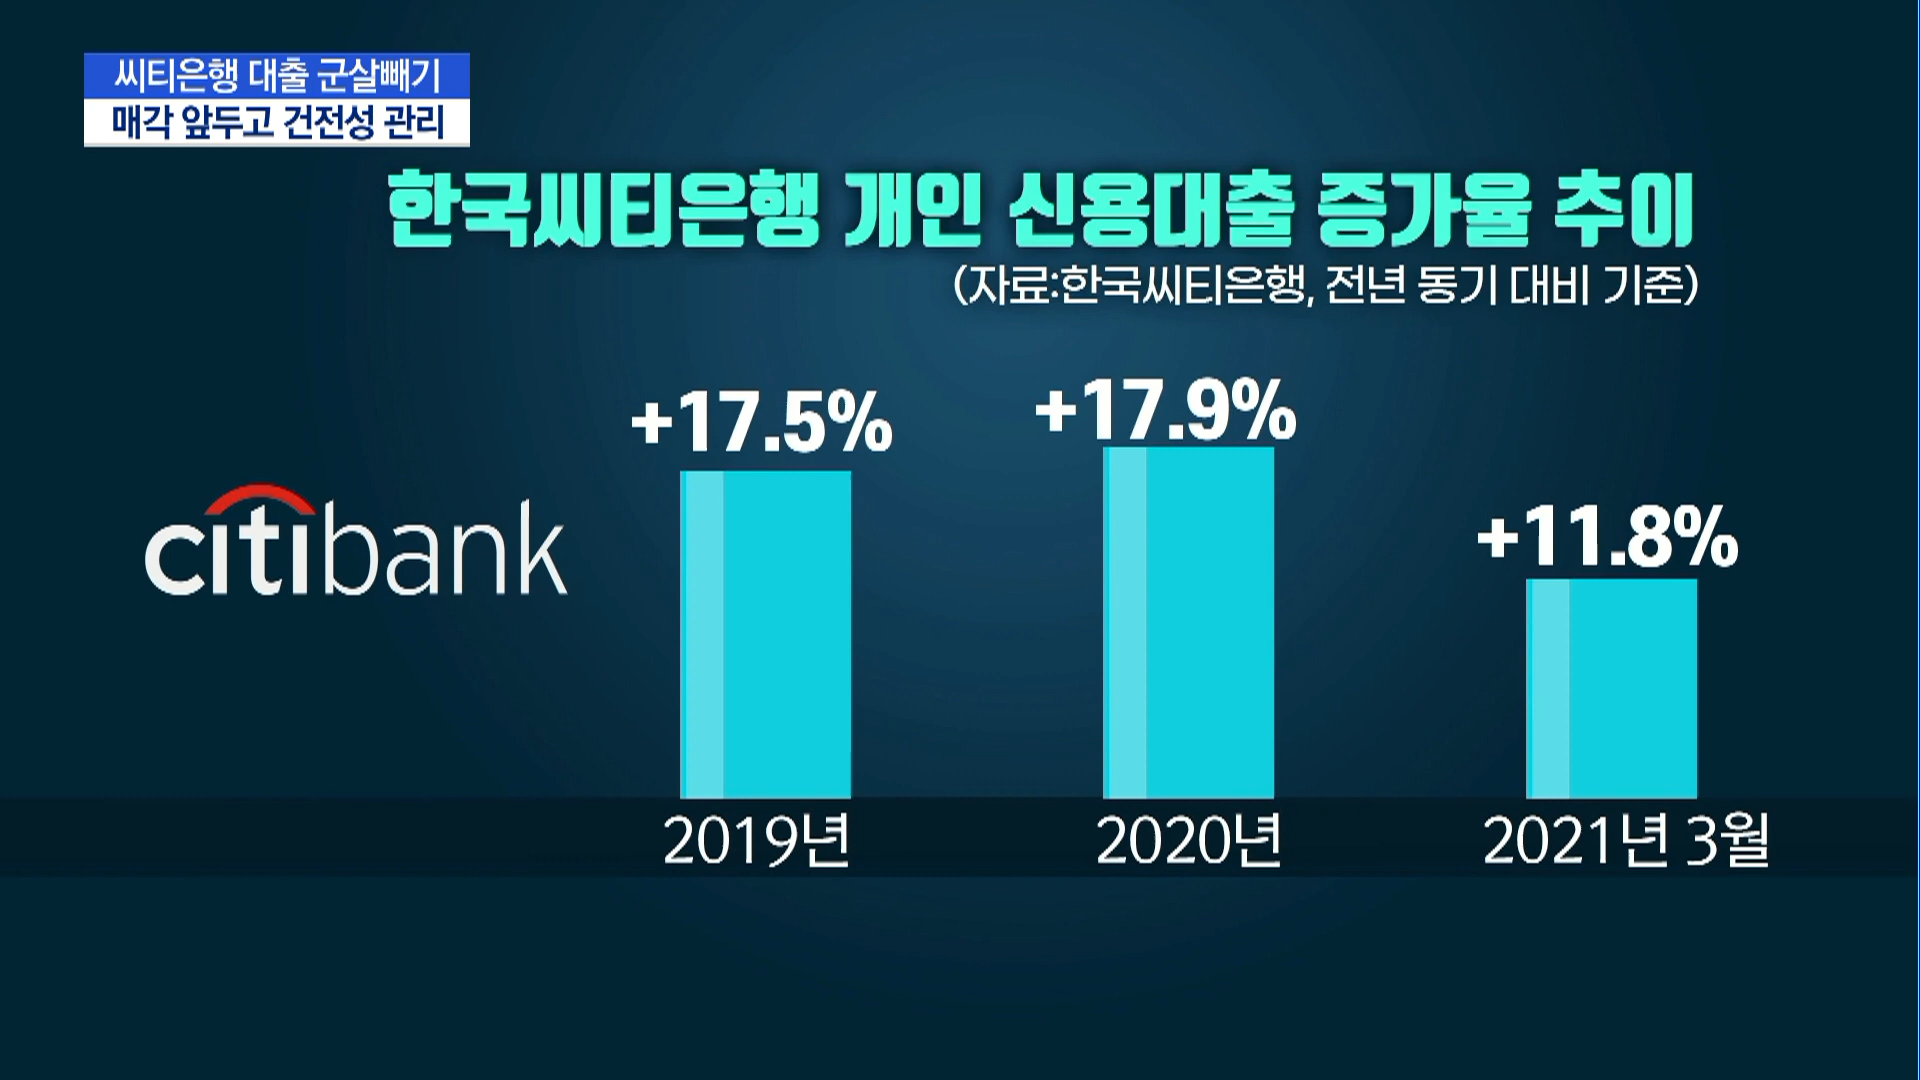 씨티은행 대출 군살빼기
매각 앞두고 건전성 관리
한국씨티은행 개인 신용대출 증가율 추이
(자료:한국씨티은행, 전년 동기 대비 기준)
citibank
+17.5%
+17.9%
+11.8%
2019년
2020년
2021년 3월